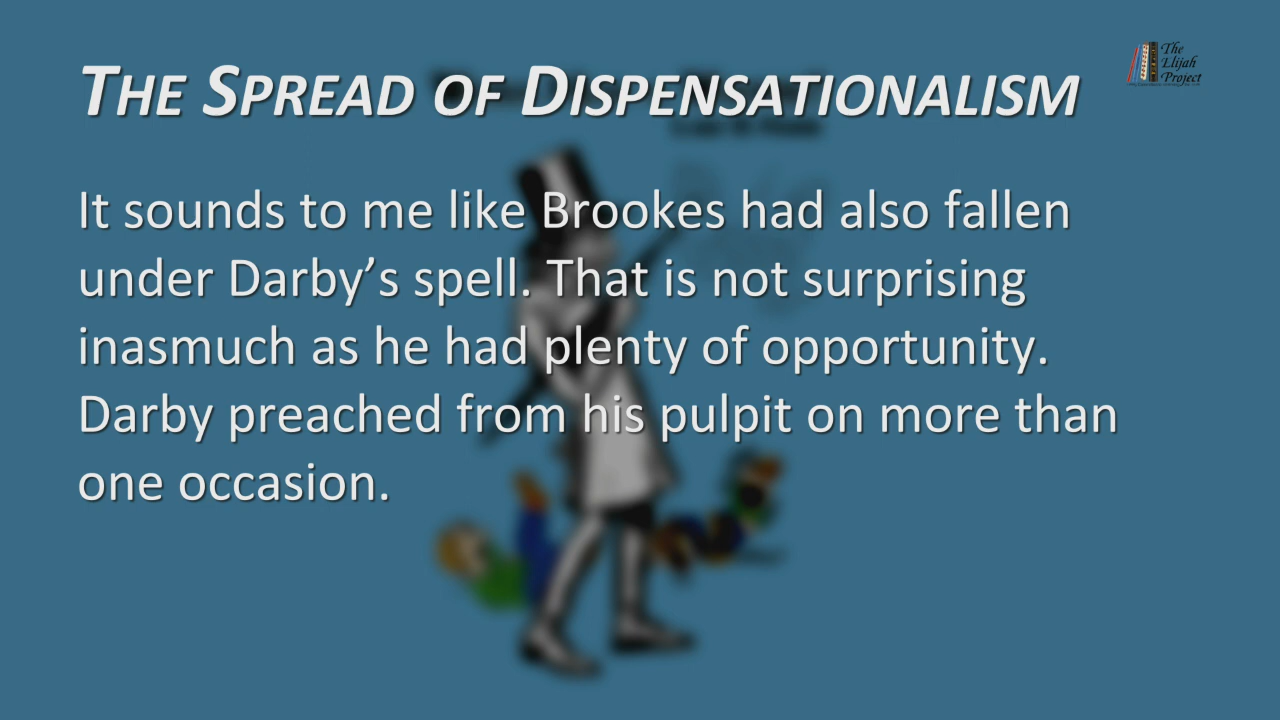 THE SPREAD OF DISPENSATIONALISM
The
Llijah
Project
It sounds to me like Brookes had also fallen
under Darby’s spell. That is not surprising
inasmuch as he had plenty of opportunity.
Darby preached from his pulpit on more than
one occasion.